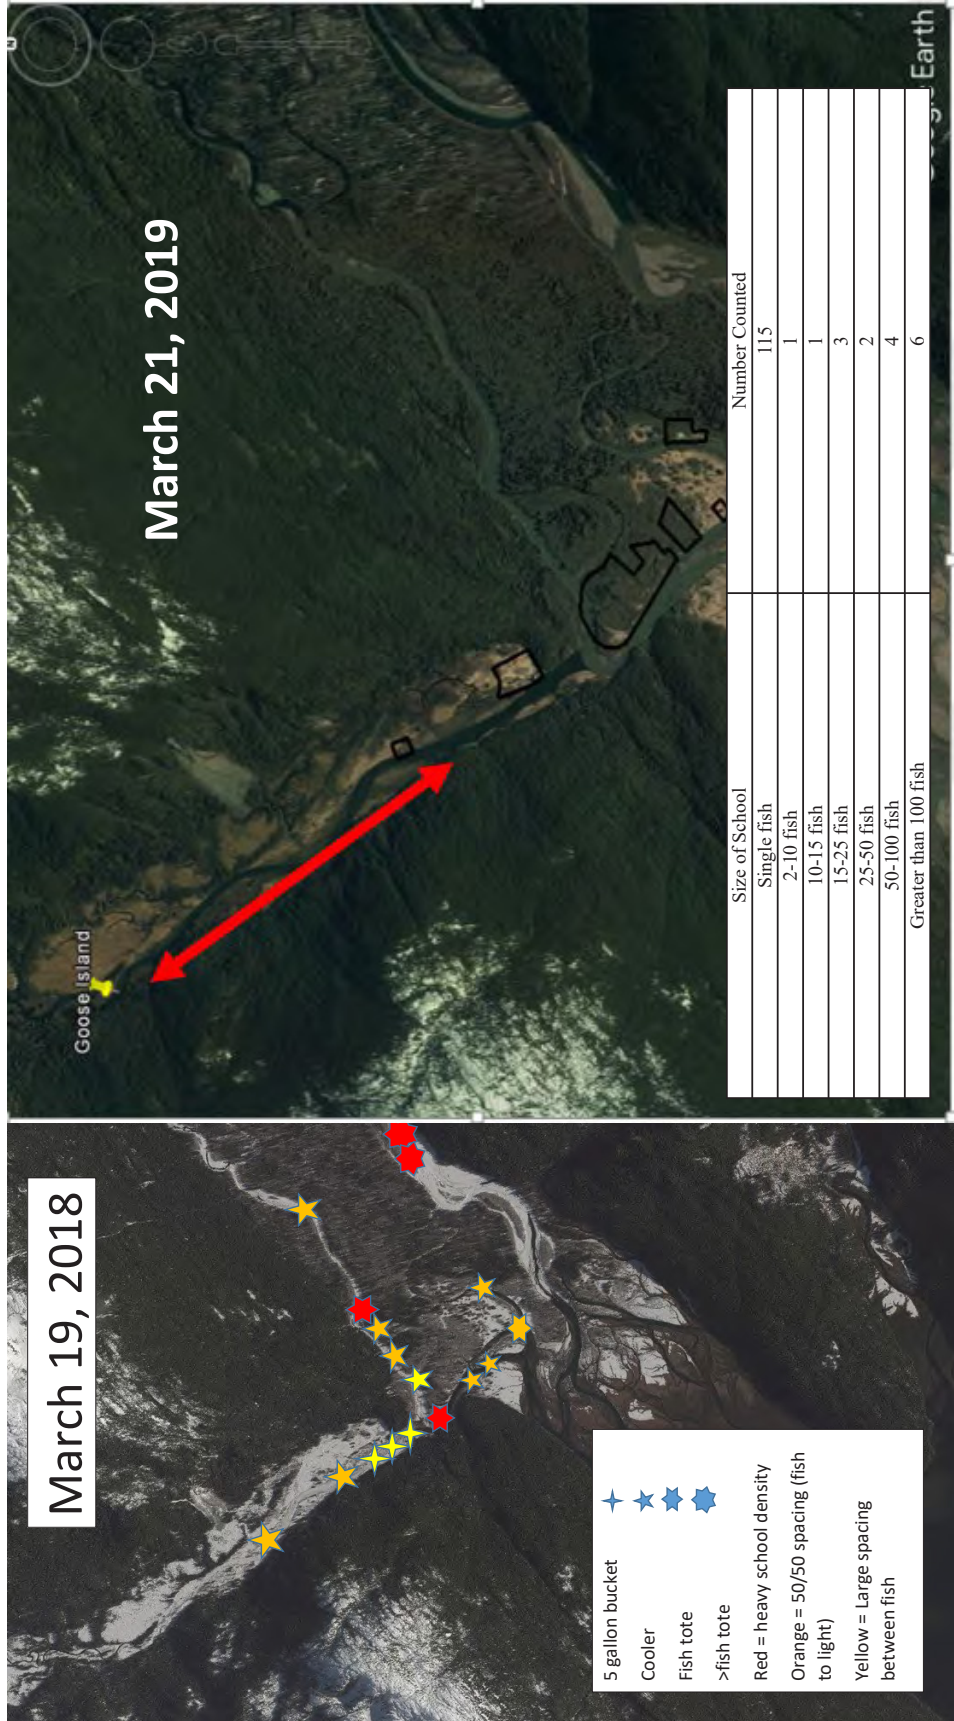 March 19, 2018
5 gallon bucket
Cooler
Fish tote
>fish tote
Red = heavy school density
Orange = 50/50 spacing (fish
to light)
Yellow = Large spacing
between fish
March 21, 2019
Goose Island
Size of School Number Counted
Single fish 115
2-10 fish 1
10-15 fish 1
15-25 fish 3
25-50 fish 2
50-100 fish 4
Greater than 100 fish 6
Earth